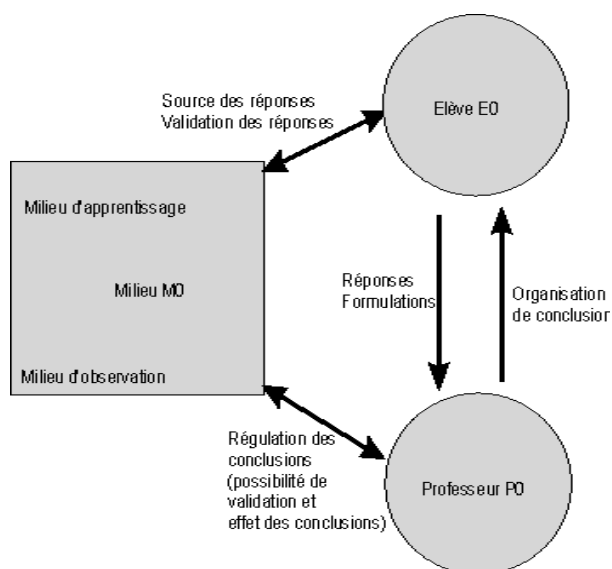 Source des réponses
Validation des réponses
Elève E0
Milieu d'apprentissage
Milieu M0
Milieu d'observation
Réponses
Formulations
Organisation
de conclusion
Régulation des
conclusions
(possibilité de
validation et
effet des conclusions)
Professeur P0